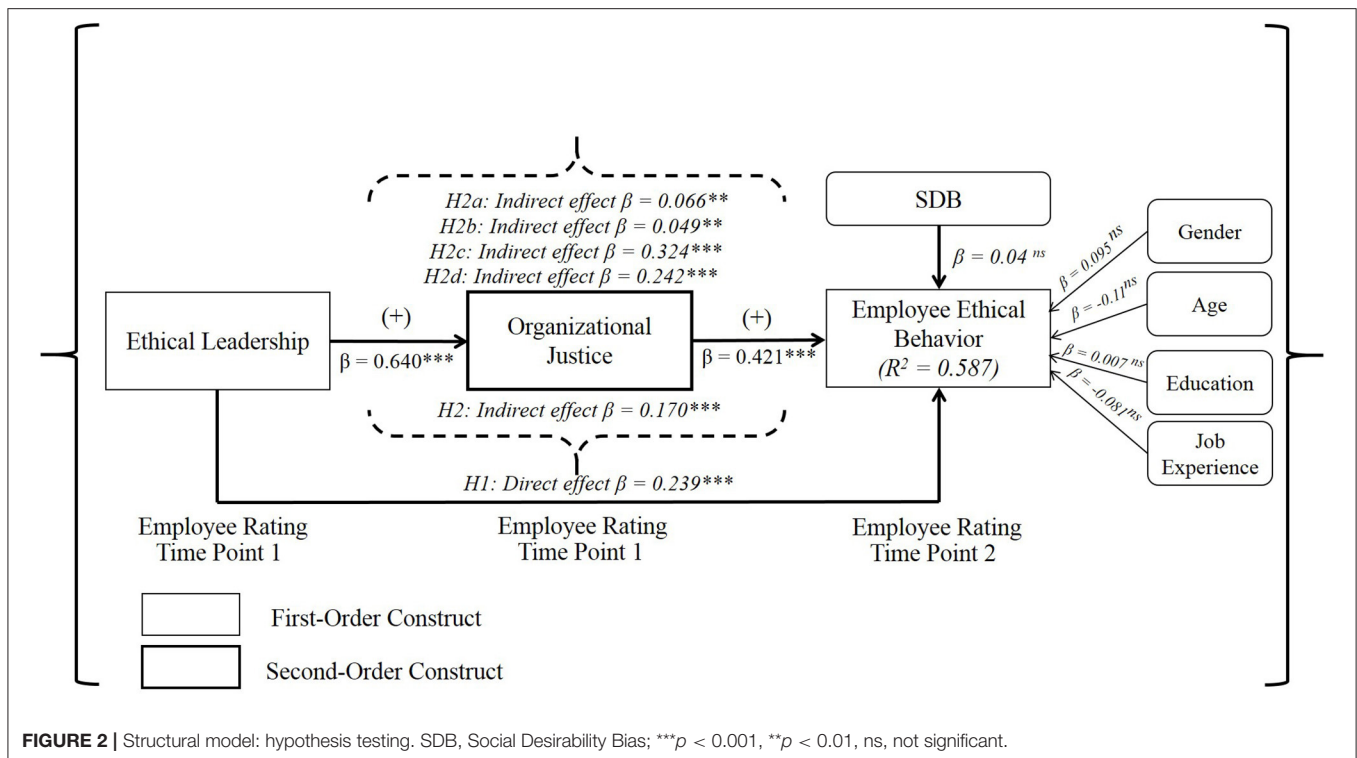 H2a: Indirect effect β = 0.066**
H2b: Indirect effect β = 0.049**
H2c: Indirect effect β = 0.324***
H2d: Indirect effect β = 0.242***
SDB
β = 0.04 ns
Gender
β = 0.095 ns
Age
β = -0.11 ns
Education
β = 0.007 ns
Job
Experience
β = -0.081 ns
Ethical Leadership
(+)
β = 0.640***
Organizational
Justice
(+)
β = 0.421***
Employee Ethical
Behavior
(R² = 0.587)
H2: Indirect effect β = 0.170***
H1: Direct effect β = 0.239***
Employee Rating
Time Point 1
Employee Rating
Time Point 1
Employee Rating
Time Point 2
First-Order Construct
Second-Order Construct
FIGURE 2 | Structural model: hypothesis testing. SDB, Social Desirability Bias; ***p < 0.001, **p < 0.01, ns, not significant.